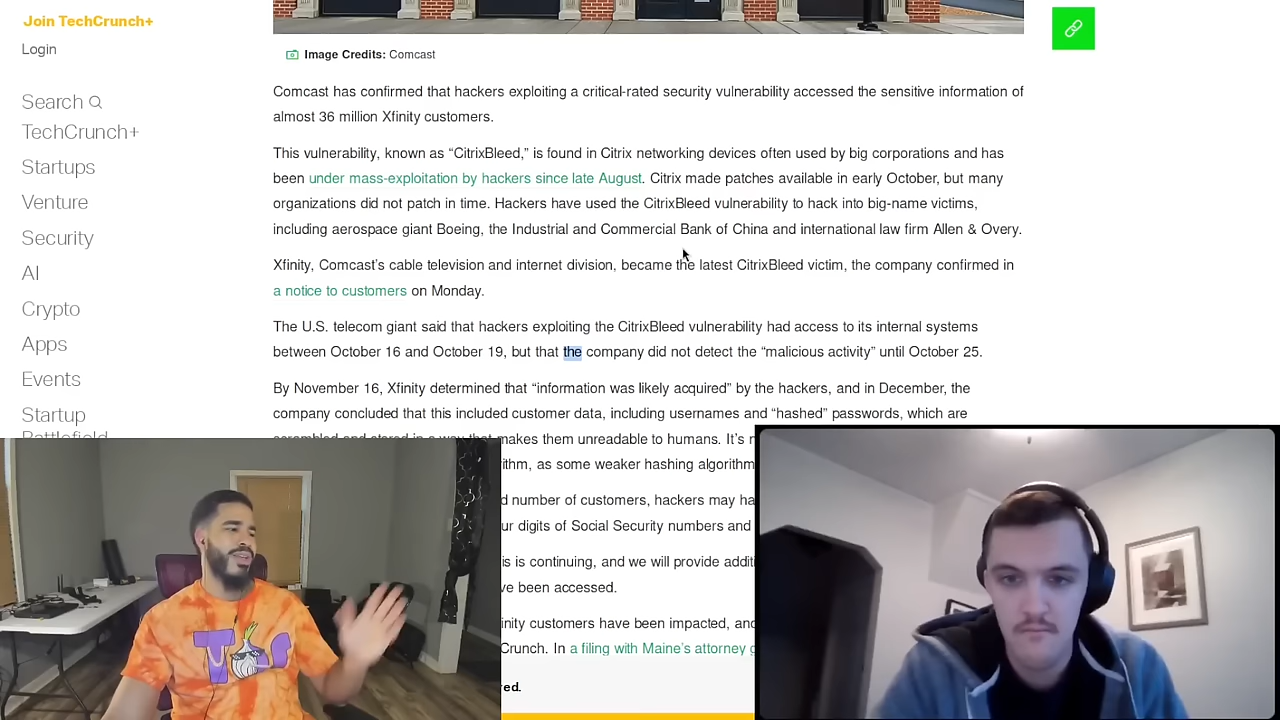 Join TechCrunch+
Login
Search
TechCrunch+
Startups
Venture
Security
AI
Crypto
Apps
Events
Startup
Battlefield
Image Credits: Comcast
Comcast has confirmed that hackers exploiting a critical-rated security vulnerability accessed the sensitive information of
almost 36 million Xfinity customers.
This vulnerability, known as “CitrixBleed,” is found in Citrix networking devices often used by big corporations and has
been under mass-exploitation by hackers since late August. Citrix made patches available in early October, but many
organizations did not patch in time. Hackers have used the CitrixBleed vulnerability to hack into big-name victims,
including aerospace giant Boeing, the Industrial and Commercial Bank of China and international law firm Allen & Overy.
Xfinity, Comcast’s cable television and internet division, became the latest CitrixBleed victim, the company confirmed in
a notice to customers on Monday.
The U.S. telecom giant said that hackers exploiting the CitrixBleed vulnerability had access to its internal systems
between October 16 and October 19, but that the company did not detect the “malicious activity” until October 25.
By November 16, Xfinity determined that “information was likely acquired” by the hackers, and in December, the
company concluded that this included customer data, including usernames and “hashed” passwords, which are
scrambled and stored in a way that makes them unreadable to humans. It’s
as some weaker hashing
number of customers, hackers may
digits of Social Security numbers and
is continuing, and we will provide
been accessed.
customers have been impacted,
In a filing with Maine’s attorney